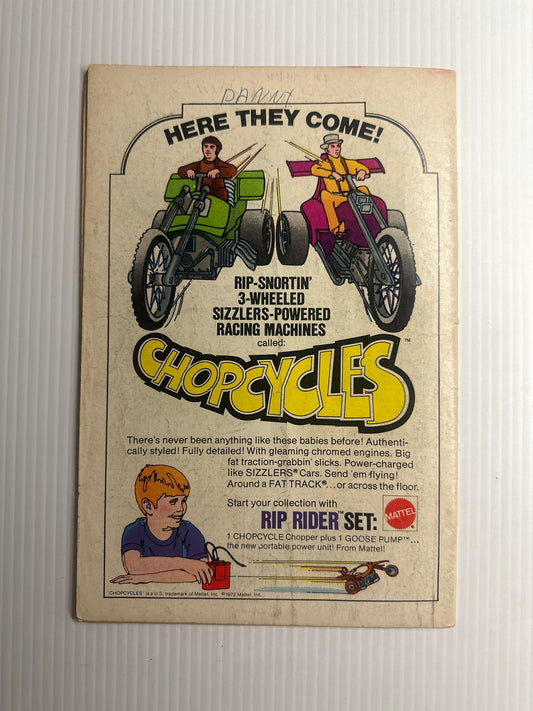 DANNY
HERE THEY COME!
RIP-SNORTIN'
3-WHEELED
SIZZLERS-POWERED
RACING MACHINES
called:
CHOPCYCLES™
There's never been anything like these babies before! Authenti-
cally styled! Fully detailed! With gleaming chromed engines. Big
fat traction-grabbin' slicks. Power-charged
like SIZZLERS® Cars. Send 'em flying!
Around a FAT TRACK®...or across the floor.
Start your collection with
RIP RIDER™ SET:
MATTEL®
1 CHOPCYCLE Chopper plus 1 GOOSE PUMP™...
the new portable power unit! From Mattel!
"CHOPCYCLES" is a U.S. trademark of Mattel, Inc. ©1972 Mattel, Inc.